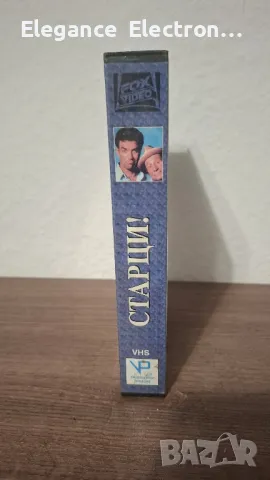 Elegance Electron...
FOX
VIDEO
СТАРЦИ!
VHS
VP
bazar